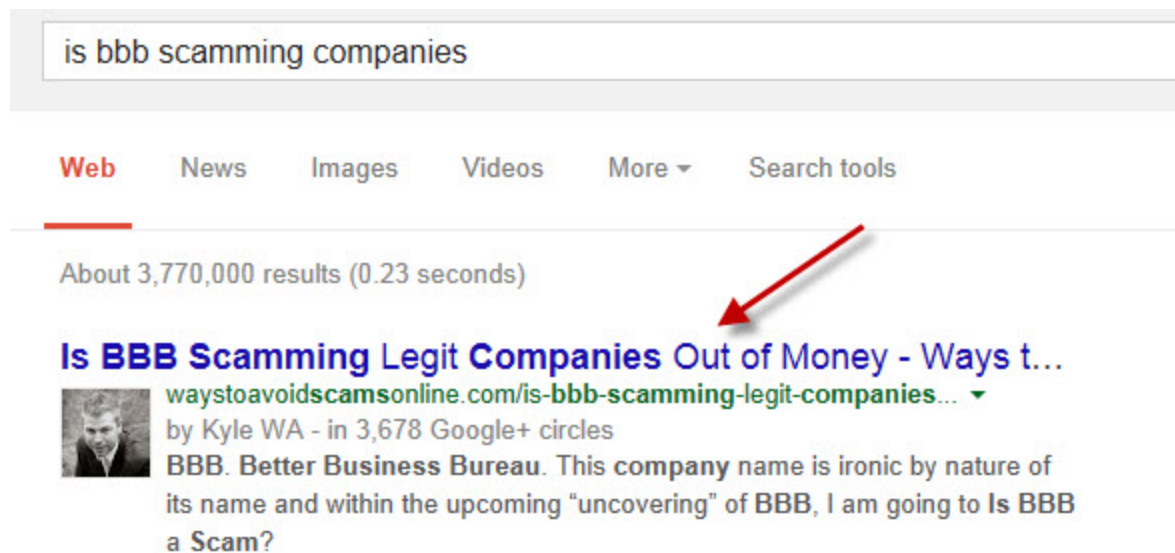 is bbb scamming companies
Web News Images Videos More Search tools
About 3,770,000 results (0.23 seconds)
Is BBB Scamming Legit Companies Out of Money - Ways t...
waystoavoidscamsonline.com/is-bbb-scamming-legit-companies...
by Kyle WA - in 3,678 Google+ circles
BBB. Better Business Bureau. This company name is ironic by nature of
its name and within the upcoming “uncovering” of BBB, I am going to Is BBB
a Scam?